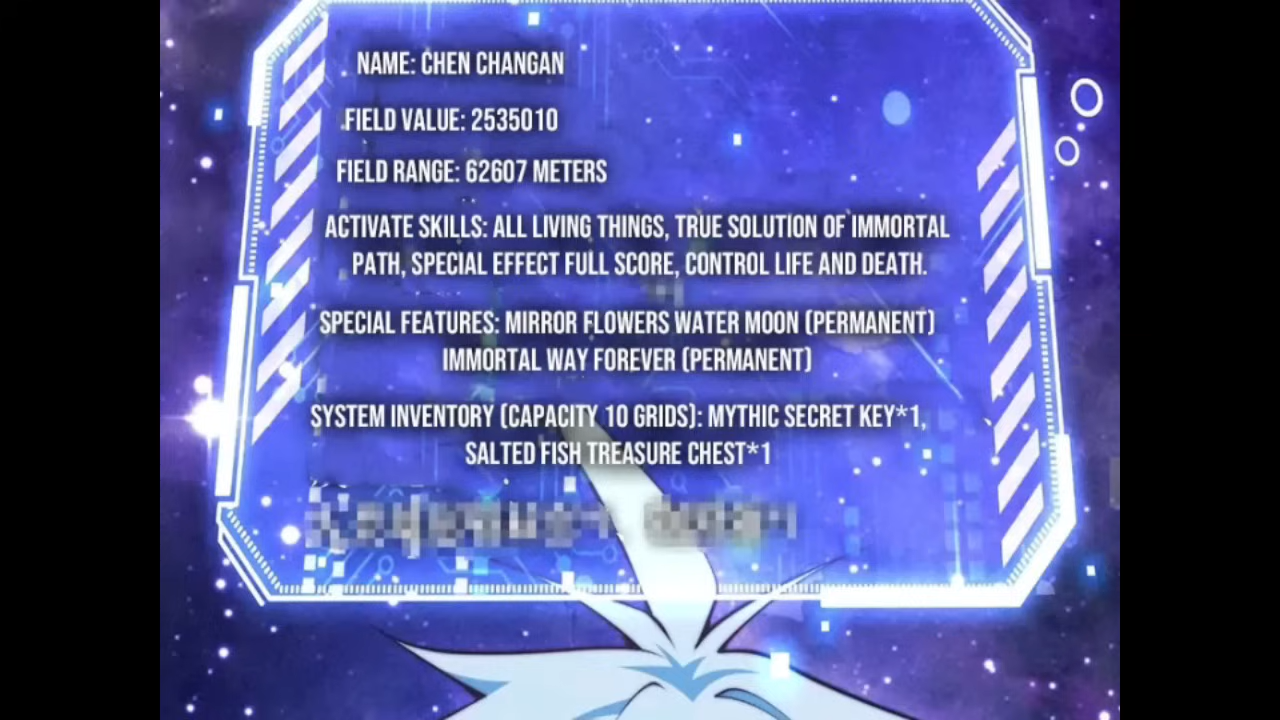 NAME: CHEN CHANGAN
FIELD VALUE: 2535010
FIELD RANGE: 62607 METERS
ACTIVATE SKILLS: ALL LIVING THINGS, TRUE SOLUTION OF IMMORTAL
PATH, SPECIAL EFFECT FULL SCORE, CONTROL LIFE AND DEATH.
SPECIAL FEATURES: MIRROR FLOWERS WATER MOON (PERMANENT)
IMMORTAL WAY FOREVER (PERMANENT)
SYSTEM INVENTORY (CAPACITY 10 GRIDS): MYTHIC SECRET KEY*1,
SALTED FISH TREASURE CHEST*1